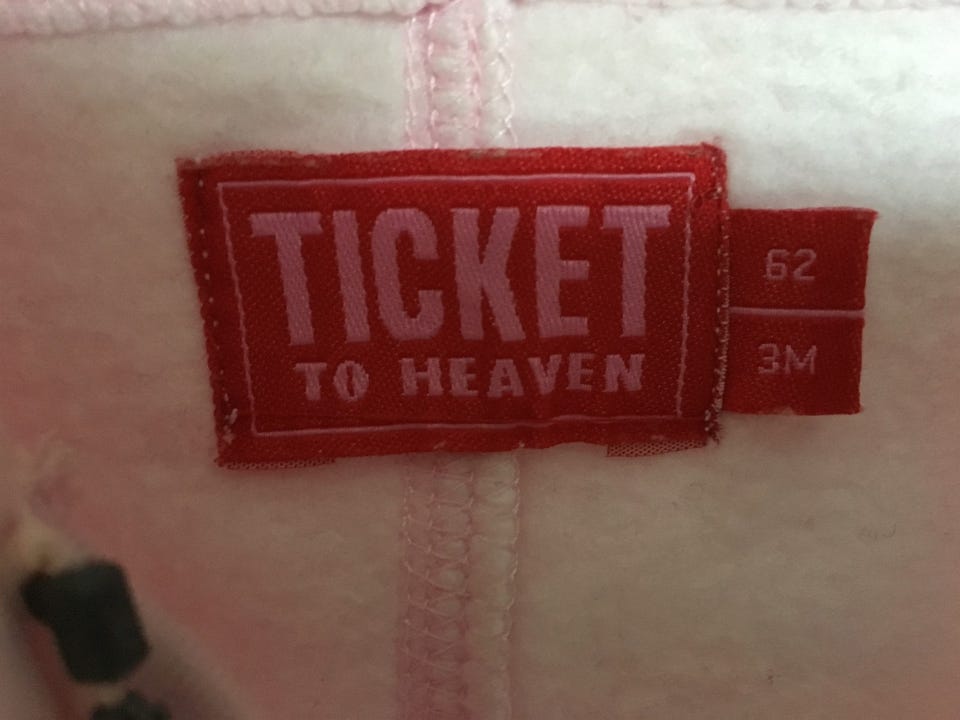 TICKET
TO HEAVEN
62
3M